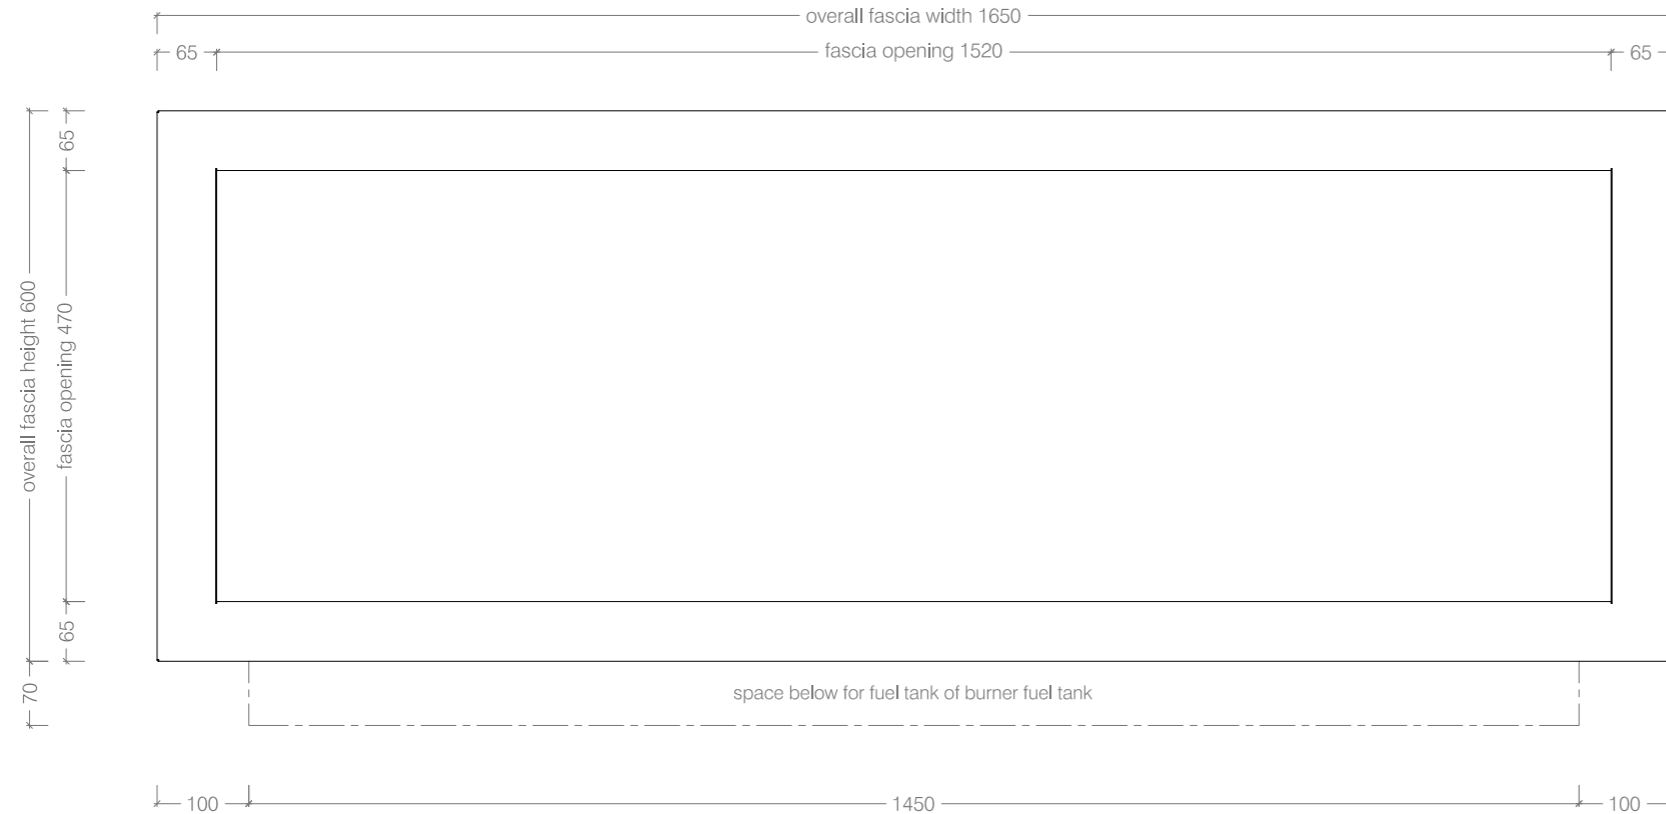 overall fascia width 1650
65
fascia opening 1520
65
65
fascia opening 470
overall fascia height 600
65
70
space below for fuel tank of burner fuel tank
100
1450
100